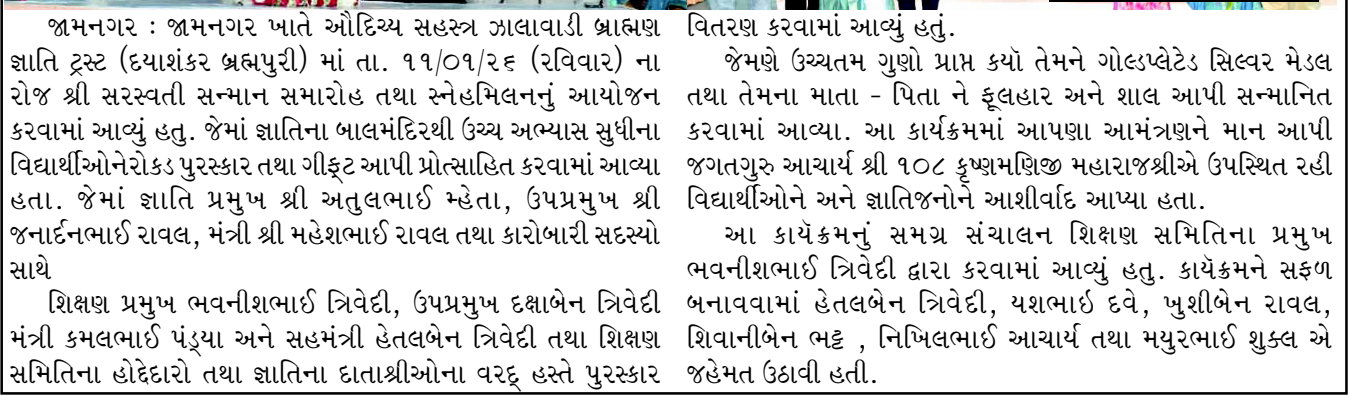 જામનગર : જામનગર ખાતે ઔદિચ્ય સહસ્ત્ર ઝાલાવાડી બ્રાહ્મણ
જ્ઞાતિ ટ્રસ્ટ (દયાશંકર બ્રહ્મપુરી) માં તા. ૧૧/૦૧/૨૬ (રવિવાર) ના
રોજ શ્રી સરસ્વતી સન્માન સમારોહ તથા સ્નેહમિલનનું આયોજન
કરવામાં આવ્યું હતુ. જેમાં જ્ઞાતિના બાલમંદિરથી ઉચ્ચ અભ્યાસ સુધીના
વિદ્યાર્થીઓનેરોકડ પુરસ્કાર તથા ગીફ્ટ આપી પ્રોત્સાહિત કરવામાં આવ્યા
હતા. જેમાં જ્ઞાતિ પ્રમુખ શ્રી અતુલભાઈ મ્હેતા, ઉપપ્રમુખ શ્રી
જનાર્દનભાઈ રાવલ, મંત્રી શ્રી મહેશભાઈ રાવલ તથા કારોબારી સદસ્યો
સાથે
શિક્ષણ પ્રમુખ ભવનીશભાઈ ત્રિવેદી, ઉપપ્રમુખ દક્ષાબેન ત્રિવેદી
મંત્રી કમલભાઈ પંડ્યા અને સહમંત્રી હેતલબેન ત્રિવેદી તથા શિક્ષણ
સમિતિના હોદ્દેદારો તથા જ્ઞાતિના દાતાશ્રીઓના વરદ્ હસ્તે પુરસ્કાર
વિતરણ કરવામાં આવ્યું હતું.
જેમણે ઉચ્ચતમ ગુણો પ્રાપ્ત કર્યાં તેમને ગોલ્ડપ્લેટેડ સિલ્વર મેડલ
તથા તેમના માતા - પિતા ને ફૂલહાર અને શાલ આપી સન્માનિત
કરવામાં આવ્યા. આ કાર્યક્રમમાં આપણા આમંત્રણને માન આપી
જગતગુરુ આચાર્ય શ્રી ૧૦૮ કૃષ્ણમણિજી મહારાજશ્રીએ ઉપસ્થિત રહી
વિદ્યાર્થીઓને અને જ્ઞાતિજનોને આશીર્વાદ આપ્યા હતા.
આ કાયૅક્રમનું સમગ્ર સંચાલન શિક્ષણ સમિતિના પ્રમુખ
ભવનીશભાઈ ત્રિવેદી દ્વારા કરવામાં આવ્યું હતુ. કાયૅક્રમને સફળ
બનાવવામાં હેતલબેન ત્રિવેદી, યશભાઇ દવે, ખુશીબેન રાવલ,
શિવાનીબેન ભટ્ટ , નિખિલભાઈ આચાર્ય તથા મયુરભાઈ શુક્લ એ
જહેમત ઉઠાવી હતી.